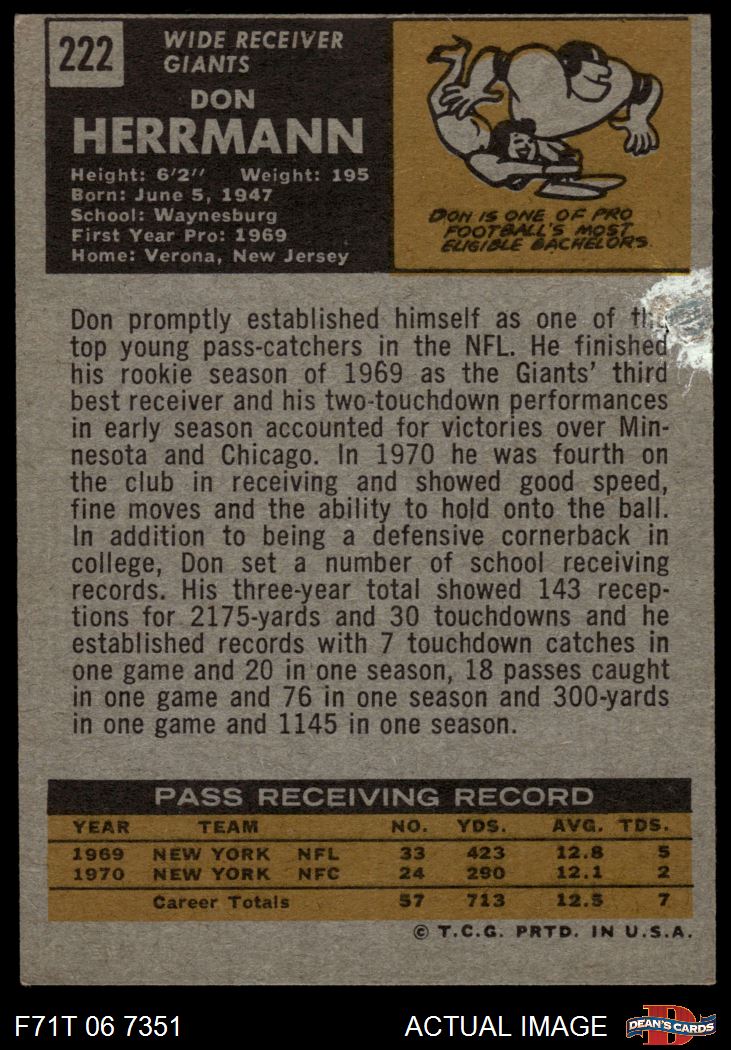 222
WIDE RECEIVER
GIANTS
DON
HERRMANN
Height: 6'2" Weight: 195
Born: June 5, 1947
School: Waynesburg
First Year Pro: 1969
Home: Verona, New Jersey
DON IS ONE OF PRO
FOOTBALL'S MOST
ELIGIBLE BACHELORS.
Don promptly established himself as one of the
top young pass-catchers in the NFL. He finished
his rookie season of 1969 as the Giants' third
best receiver and his two-touchdown performances
in early season accounted for victories over Min-
nesota and Chicago. In 1970 he was fourth on
the club in receiving and showed good speed,
fine moves and the ability to hold onto the ball.
In addition to being a defensive cornerback in
college, Don set a number of school receiving
records. His three-year total showed 143 recep-
tions for 2175-yards and 30 touchdowns and he
established records with 7 touchdown catches in
one game and 20 in one season, 18 passes caught
in one game and 76 in one season and 300-yards
in one game and 1145 in one season.
PASS RECEIVING RECORD
YEAR TEAM NO. YDS. AVG. TDS.
1969 NEW YORK NFL 33 423 12.8 5
1970 NEW YORK NFC 24 290 12.1 2
Career Totals 57 713 12.5 7
© T.C.G. PRTD. IN U.S.A.
F71T 06 7351 ACTUAL IMAGE D DEAN'S CARDS